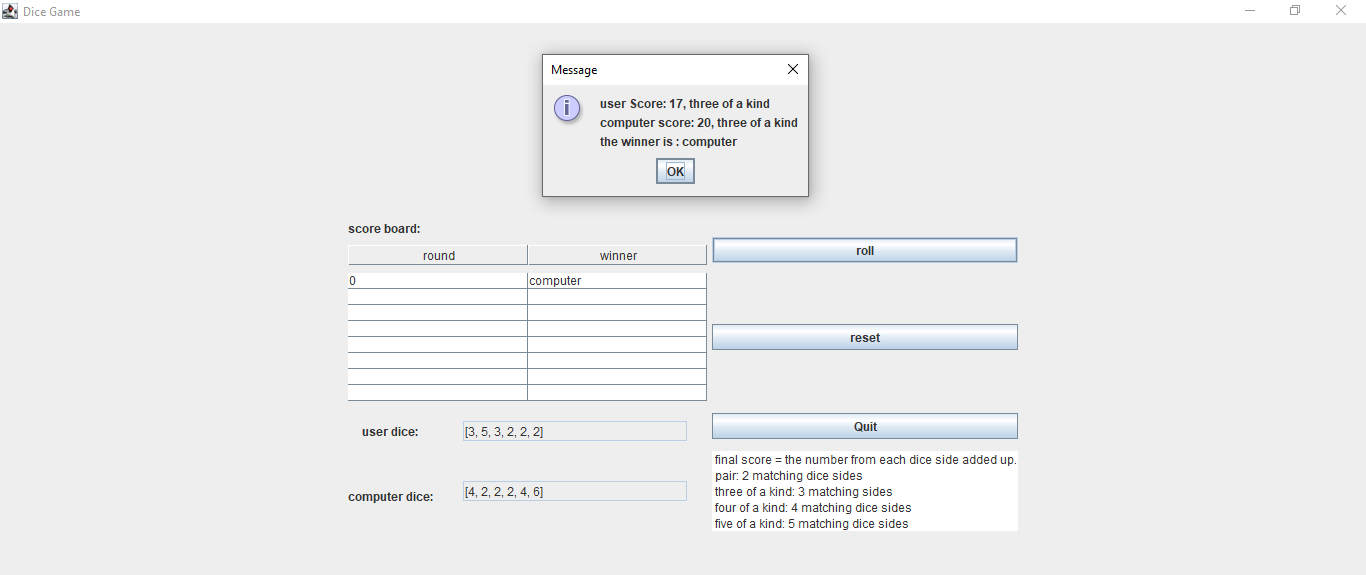 Dice Game
Message
user Score: 17, three of a kind
computer score: 20, three of a kind
the winner is : computer
OK
score board:
round winner
0 computer
roll
reset
Quit
user dice: [3, 5, 3, 2, 2, 2]
computer dice: [4, 2, 2, 2, 4, 6]
final score = the number from each dice side added up.
pair: 2 matching dice sides
three of a kind: 3 matching sides
four of a kind: 4 matching dice sides
five of a kind: 5 matching dice sides